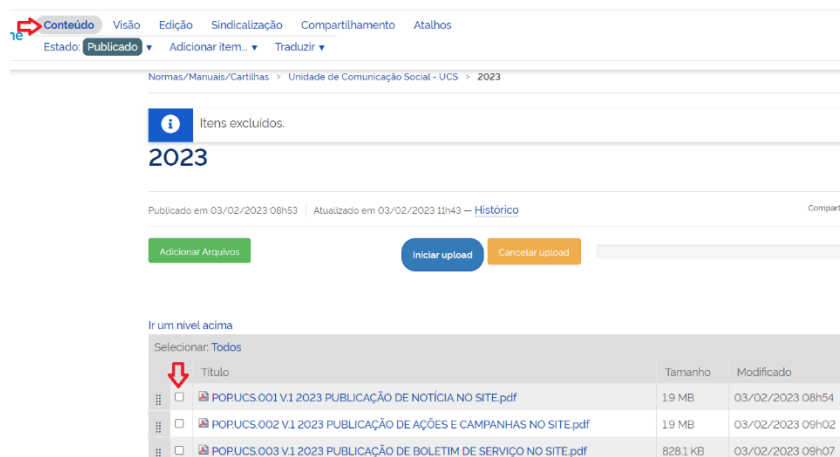 Conteúdo Visão Edição Sindicalização Compartilhamento Atalhos
Estado: Publicado Adicionar item... Traduzir
Normas/Manuais/Cartilhas > Unidade de Comunicação Social - UCS > 2023
Itens excluídos.
2023
Publicado em 03/02/2023 08h53 Atualizado em 03/02/2023 11h43 — Histórico
Adicionar Arquivos Iniciar upload Cancelar upload
Ir um nível acima
Selecionar: Todos
Título Tamanho Modificado
POP.UCS.001 V.1 2023 PUBLICAÇÃO DE NOTÍCIA NO SITE.pdf 1.9 MB 03/02/2023 08h54
POP.UCS.002 V.1 2023 PUBLICAÇÃO DE AÇÕES E CAMPANHAS NO SITE.pdf 1.9 MB 03/02/2023 09h02
POP.UCS.003 V.1 2023 PUBLICAÇÃO DE BOLETIM DE SERVIÇO NO SITE.pdf 828.1 KB 03/02/2023 09h07